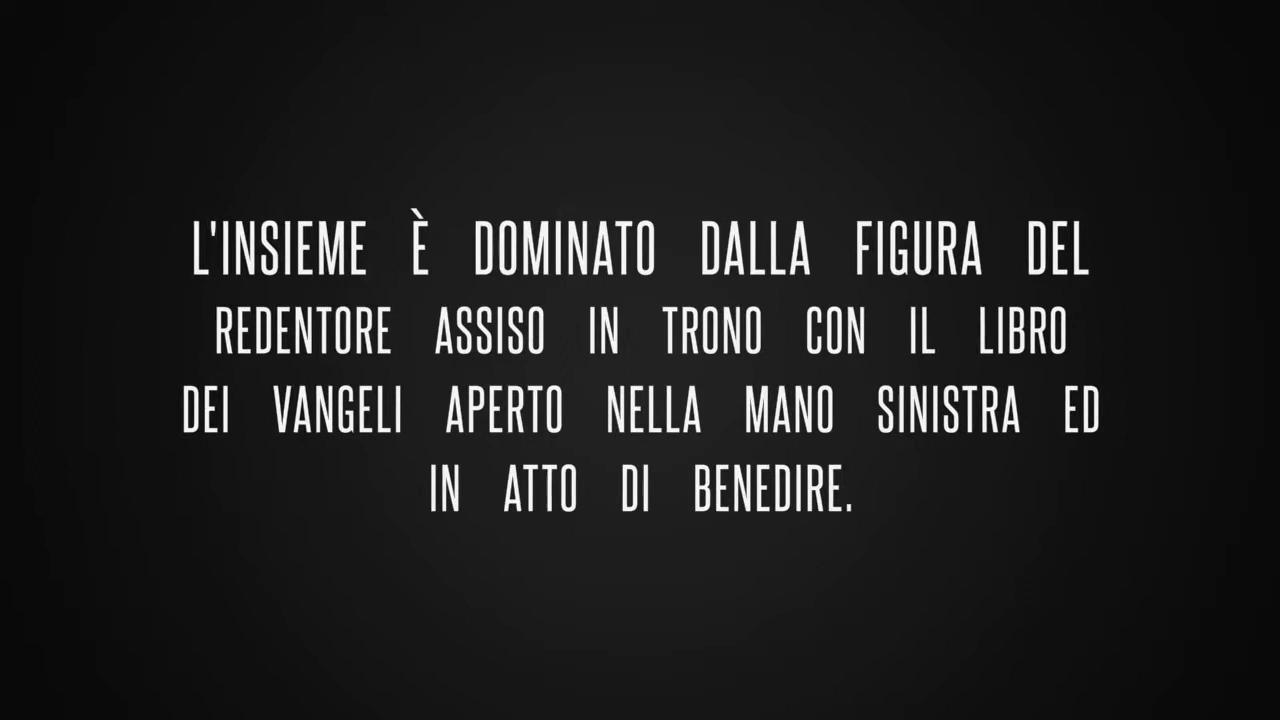 L'INSIEME È DOMINATO DALLA FIGURA DEL
REDENTORE ASSISO IN TRONO CON IL LIBRO
DEI VANGELI APERTO NELLA MANO SINISTRA ED
IN ATTO DI BENEDIRE.